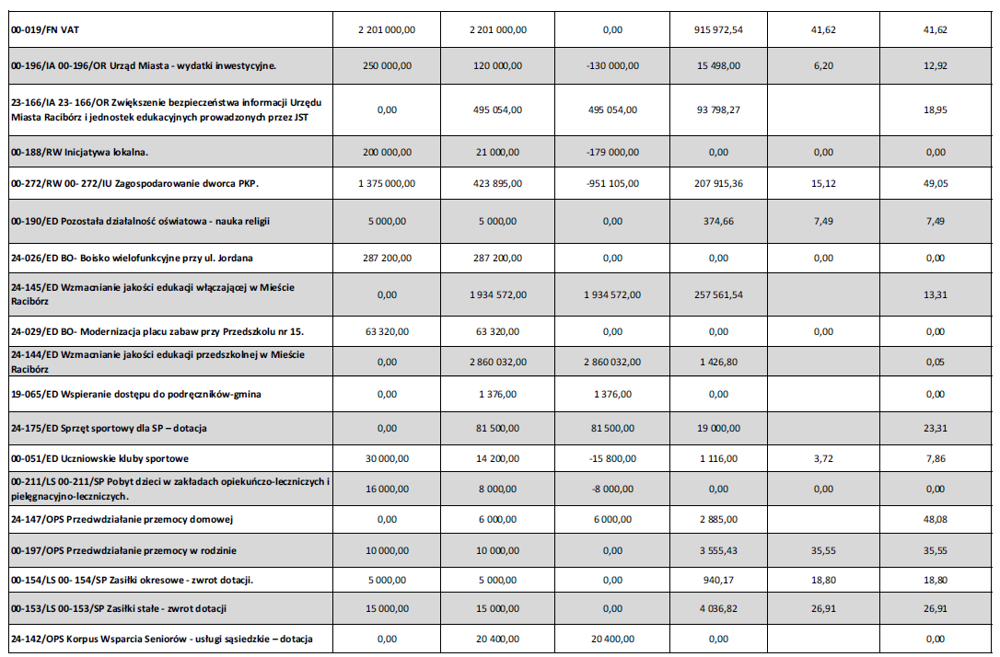 00-019/FN VAT 2 201 000,00 2 201 000,00 0,00 915 972,54 41,62 41,62
00-196/IA 00-196/OR Urząd Miasta - wydatki inwestycyjne. 250 000,00 120 000,00 -130 000,00 15 498,00 6,20 12,92
23-166/IA 23- 166/OR Zwiększenie bezpieczeństwa informacji Urzędu
Miasta Racibórz i jednostek edukacyjnych prowadzonych przez JST 0,00 495 054,00 495 054,00 93 798,27 18,95
00-188/RW Inicjatywa lokalna. 200 000,00 21 000,00 -179 000,00 0,00 0,00 0,00
00-272/RW 00- 272/IU Zagospodarowanie dworca PKP. 1 375 000,00 423 895,00 -951 105,00 207 915,36 15,12 49,05
00-190/ED Pozostała działalność oświatowa - nauka religii 5 000,00 5 000,00 0,00 374,66 7,49 7,49
24-026/ED BO- Boisko wielofunkcyjne przy ul. Jordana 287 200,00 287 200,00 0,00 0,00 0,00 0,00
24-145/ED Wzmacnianie jakości edukacji włączającej w Mieście
Racibórz 0,00 1 934 572,00 1 934 572,00 257 561,54 13,31
24-029/ED BO- Modernizacja placu zabaw przy Przedszkolu nr 15. 63 320,00 63 320,00 0,00 0,00 0,00 0,00
24-144/ED Wzmacnianie jakości edukacji przedszkolnej w Mieście
Racibórz 0,00 2 860 032,00 2 860 032,00 1 426,80 0,05
19-065/ED Wspieranie dostępu do podręczników-gmina 0,00 1 376,00 1 376,00 0,00 0,00
24-175/ED Sprzęt sportowy dla SP – dotacja 0,00 81 500,00 81 500,00 19 000,00 23,31
00-051/ED Uczniowskie kluby sportowe 30 000,00 14 200,00 -15 800,00 1 116,00 3,72 7,86
00-211/LS 00-211/SP Pobyt dzieci w zakładach opiekuńczo-leczniczych i
pielęgnacyjno-leczniczych. 16 000,00 8 000,00 -8 000,00 0,00 0,00 0,00
24-147/OPS Przeciwdziałanie przemocy domowej 0,00 6 000,00 6 000,00 2 885,00 48,08
00-197/OPS Przeciwdziałanie przemocy w rodzinie 10 000,00 10 000,00 0,00 3 555,43 35,55 35,55
00-154/LS 00- 154/SP Zasiłki okresowe - zwrot dotacji. 5 000,00 5 000,00 0,00 940,17 18,80 18,80
00-153/LS 00-153/SP Zasiłki stałe - zwrot dotacji 15 000,00 15 000,00 0,00 4 036,82 26,91 26,91
24-142/OPS Korpus Wsparcia Seniorów - usługi sąsiedzkie – dotacja 0,00 20 400,00 20 400,00 0,00 0,00